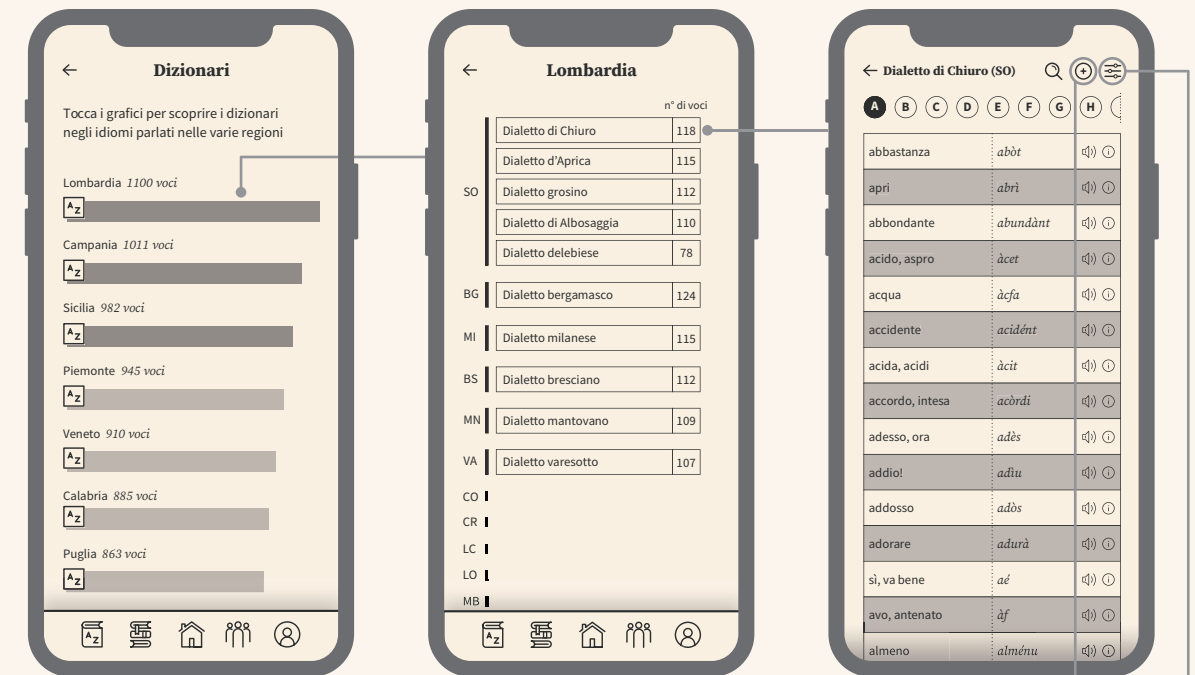 Dizionari
Tocca i grafici per scoprire i dizionari
negli idiomi parlati nelle varie regioni
Lombardia 1100 voci
A Z
Campania 1011 voci
A Z
Sicilia 982 voci
A Z
Piemonte 945 voci
A Z
Veneto 910 voci
A Z
Calabria 885 voci
A Z
Puglia 863 voci
A Z
A Z
Lombardia
n° di voci
SO
Dialetto di Chiuro 118
Dialetto d'Aprica 115
Dialetto grosino 112
Dialetto di Albosaggia 110
Dialetto delebiese 78
BG Dialetto bergamasco 124
MI Dialetto milanese 115
BS Dialetto bresciano 112
MN Dialetto mantovano 109
VA Dialetto varesotto 107
CO
CR
LC
LO
MB
A Z
Dialetto di Chiuro (SO)
A B C D E F G H
abbastanza abòt
apri abrì
abbondante abundànt
acido, aspro àcet
acqua àcfa
accidente acidént
acida, acidi àcit
accordo, intesa acòrdi
adesso, ora adès
addio! adìu
addosso adòs
adorare adurà
sì, va bene aé
avo, antenato àf
almeno alménu